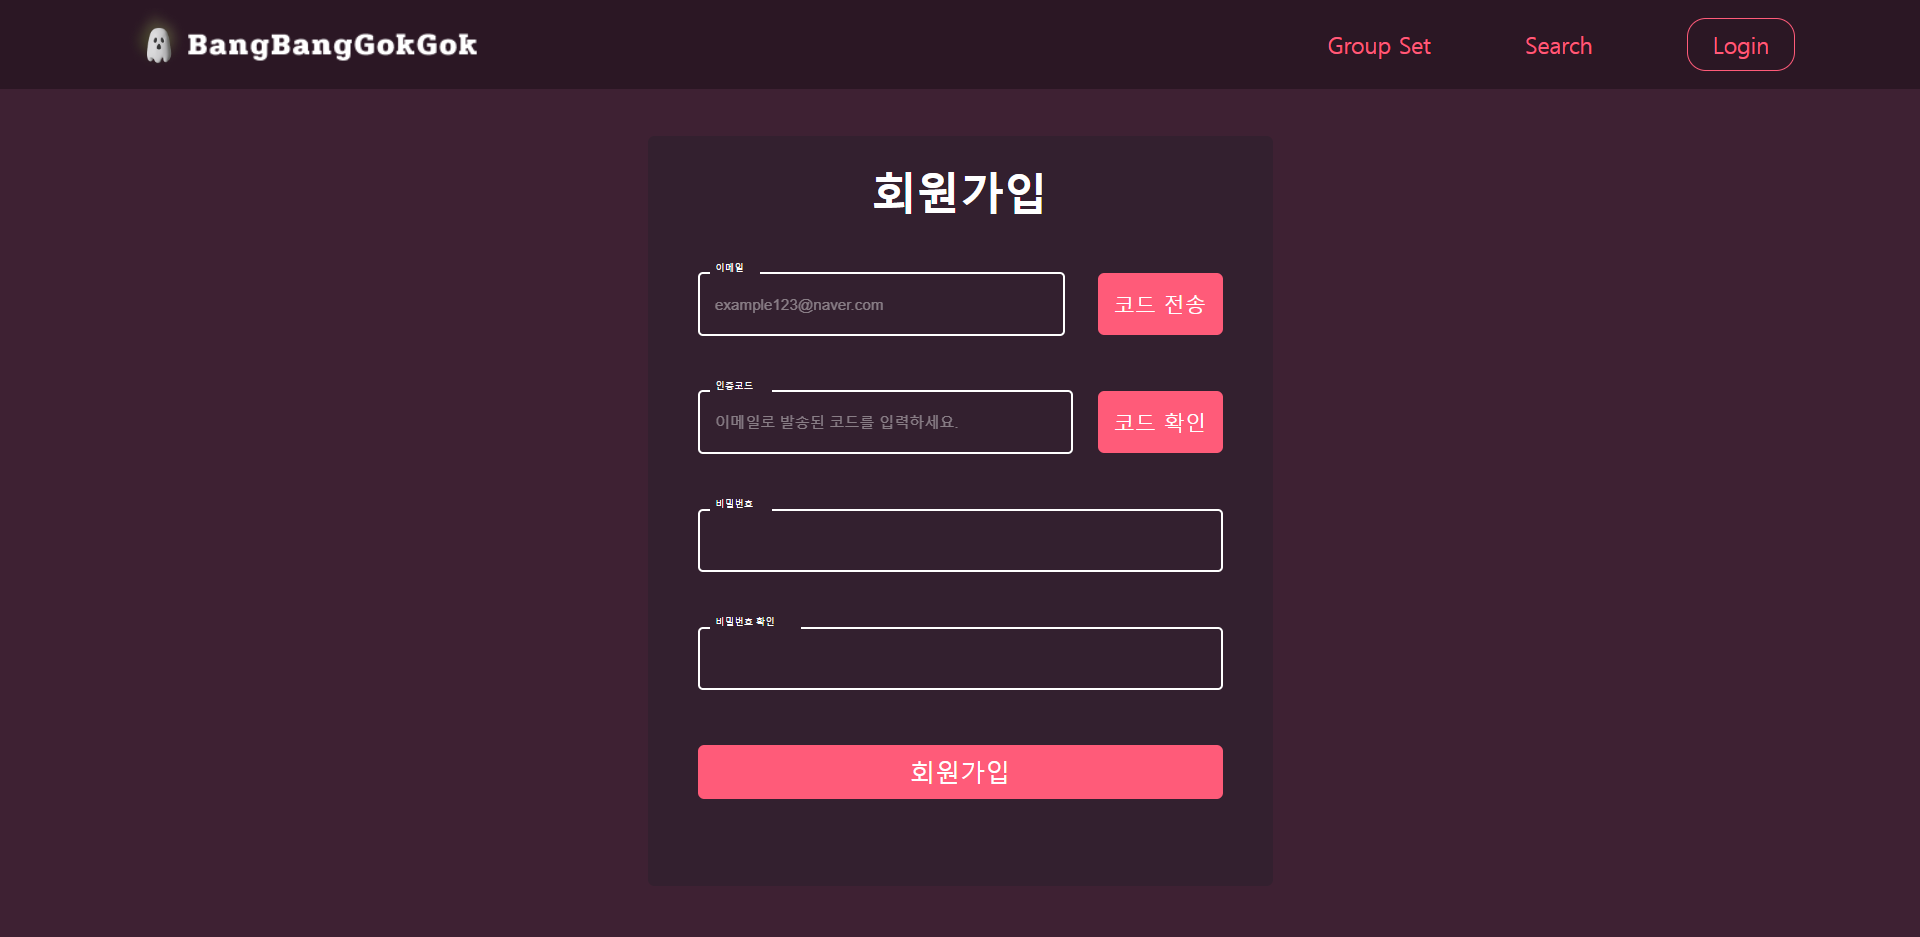 BangBangGokGok
Group Set
Search
Login
회원가입
이메일
example123@naver.com
코드 전송
인증코드
이메일로 발송된 코드를 입력하세요.
코드 확인
비밀번호
비밀번호 확인
회원가입